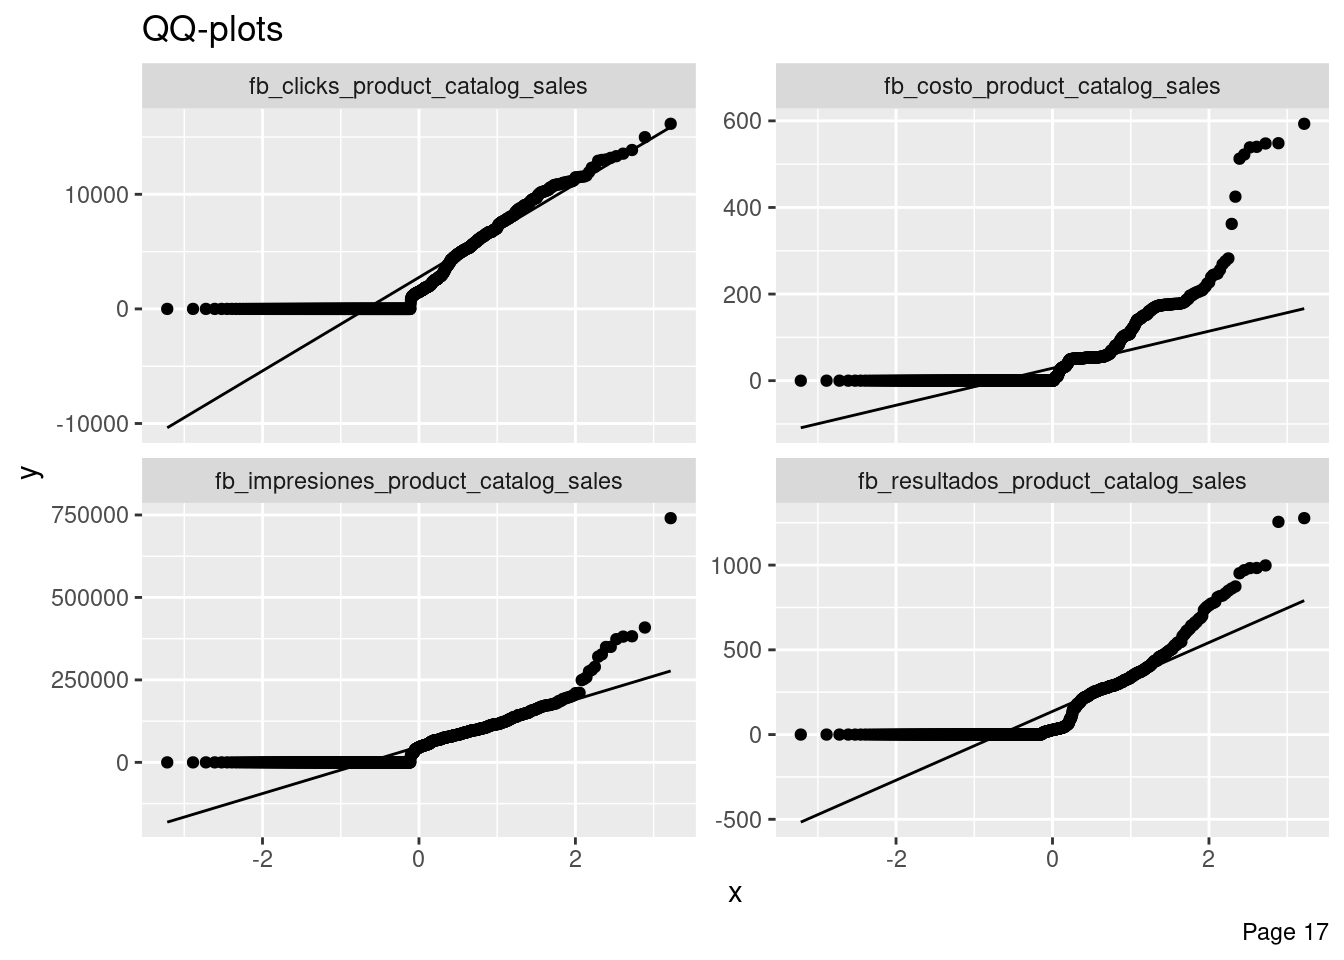 QQ-plots
fb_clicks_product_catalog_sales
fb_costo_product_catalog_sales
10000
0
-10000
600
400
200
0
fb_impresiones_product_catalog_sales
fb_resultados_product_catalog_sales
750000
500000
250000
0
1000
500
0
-500
y
-2 0 2
-2 0 2
x
Page 17